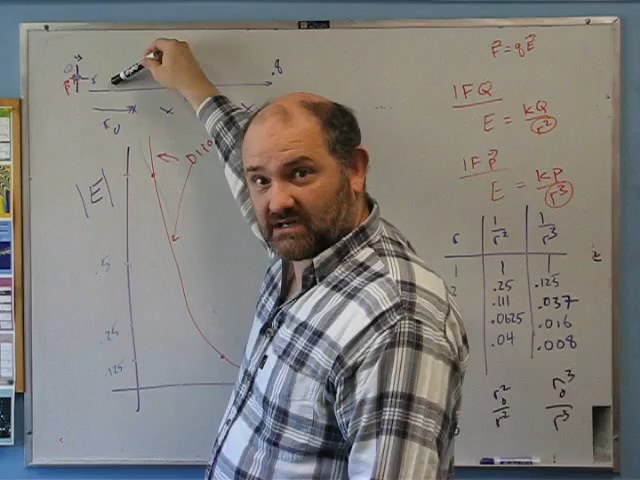 F⃗ = qE⃗
.q
r₀
x
IF Q
E = kQ/r²
IF P⃗
E = kP/r³
|E|
.5
.25
.125
r 1/r² 1/r³
1 1 1
2 .25 .125
.111 .037
.0625 .016
.04 .008
r₀²/r² r₀³/r³